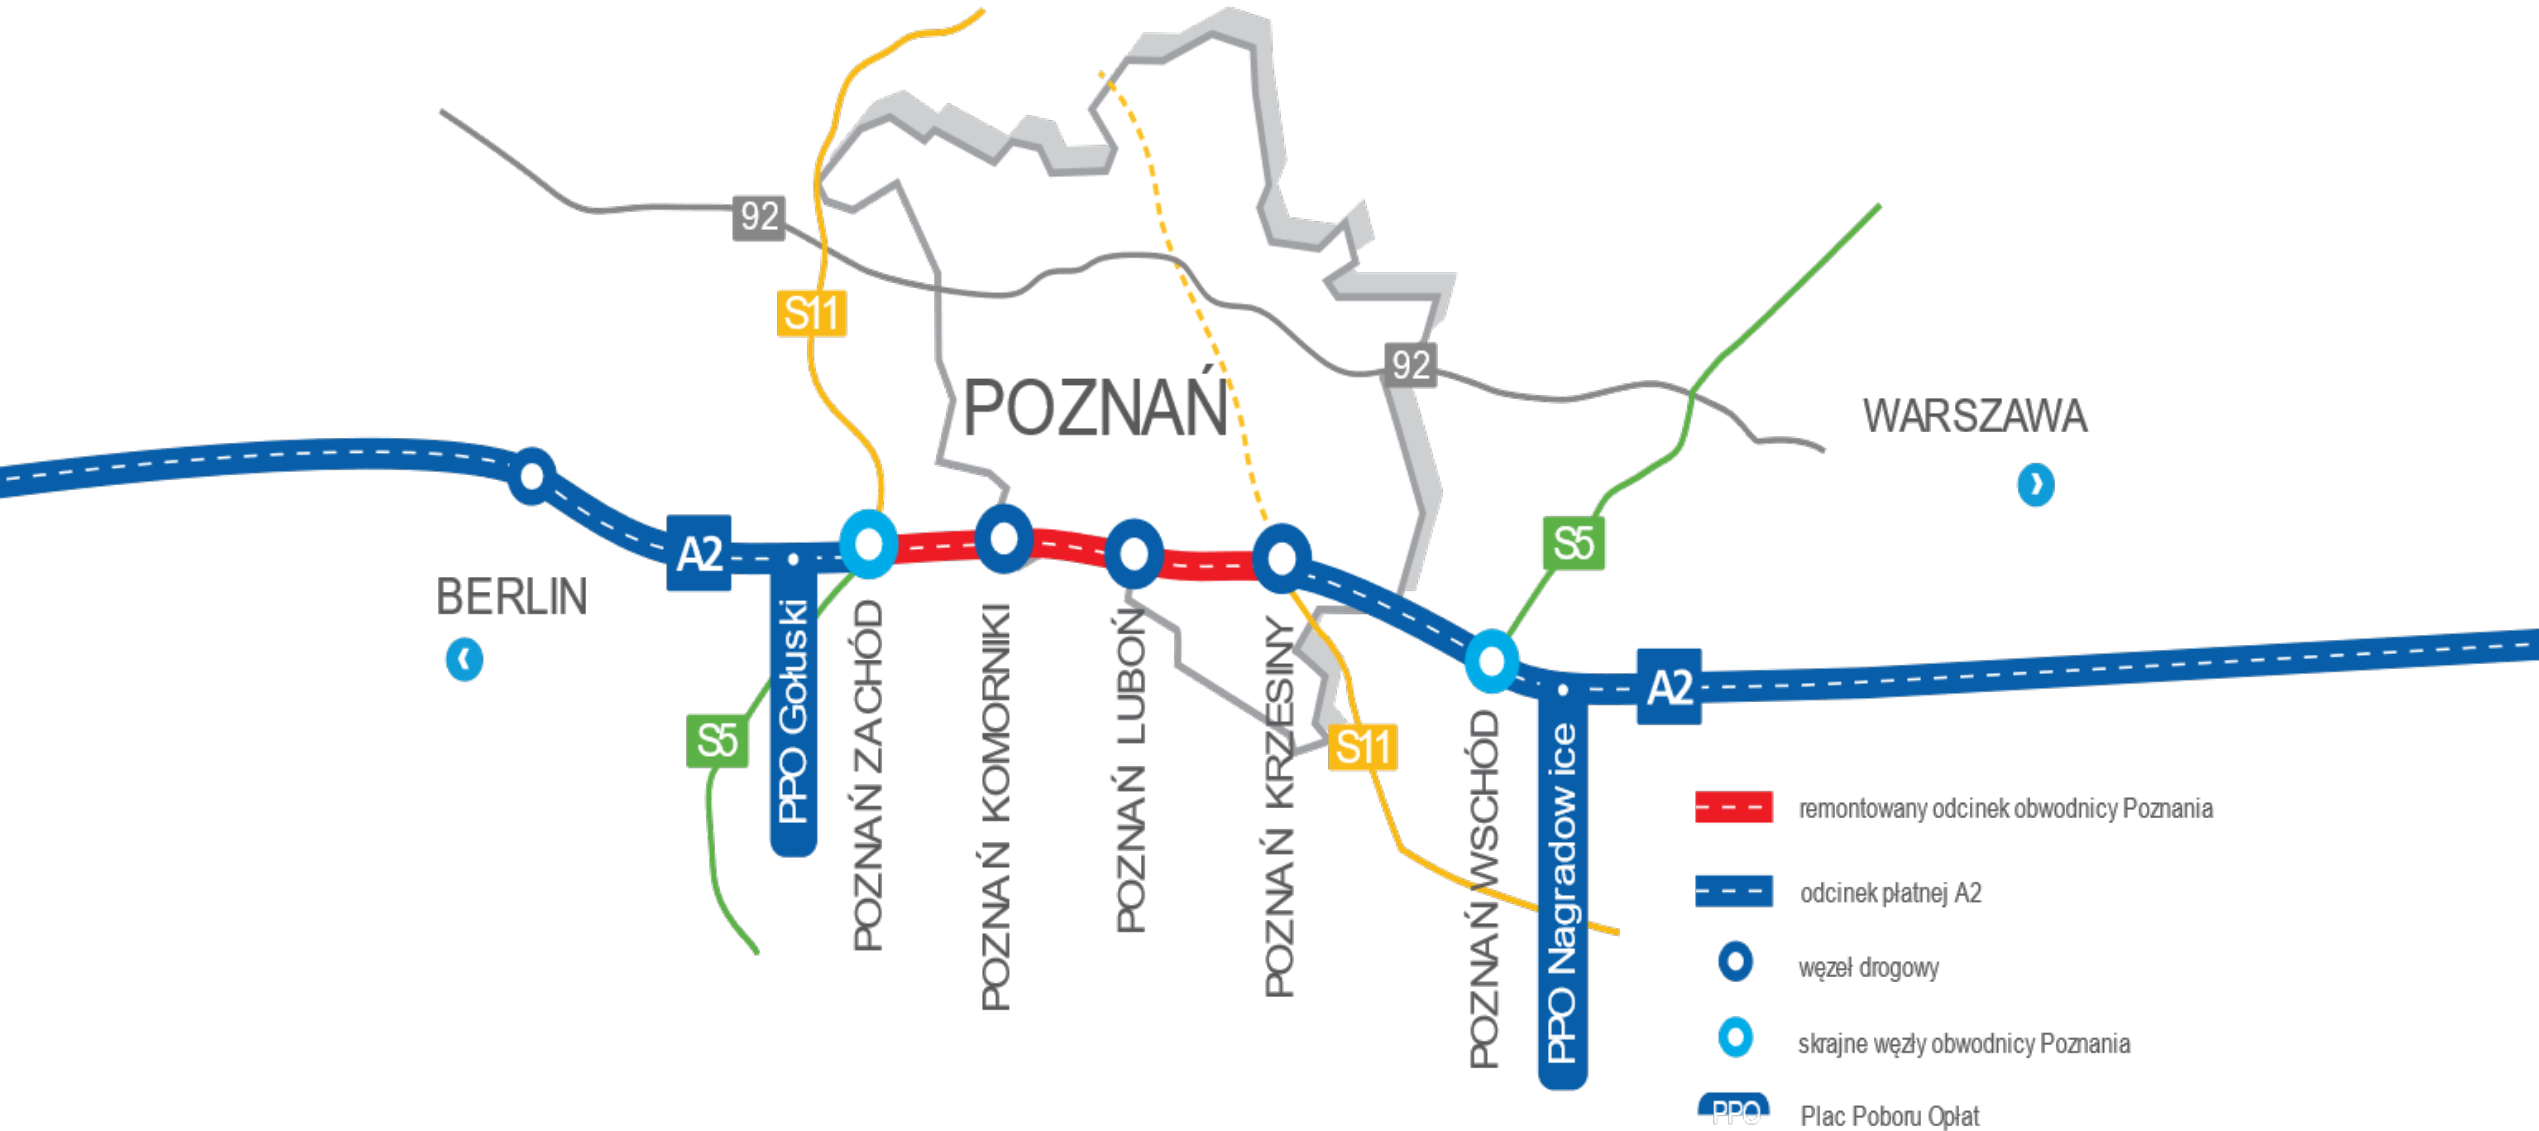 92
S11
POZNAŃ
92
WARSZAWA
A2
S5
BERLIN
S5
PPO Gołuski
POZNAŃ ZACHÓD
POZNAŃ KOMORNIKI
POZNAŃ LUBOŃ
POZNAŃ KRZESINY
S11
POZNAŃ WSCHÓD
PPO Nagradowice
A2
remontowany odcinek obwodnicy Poznania
odcinek płatnej A2
węzeł drogowy
skrajne węzły obwodnicy Poznania
PPO Plac Poboru Opłat